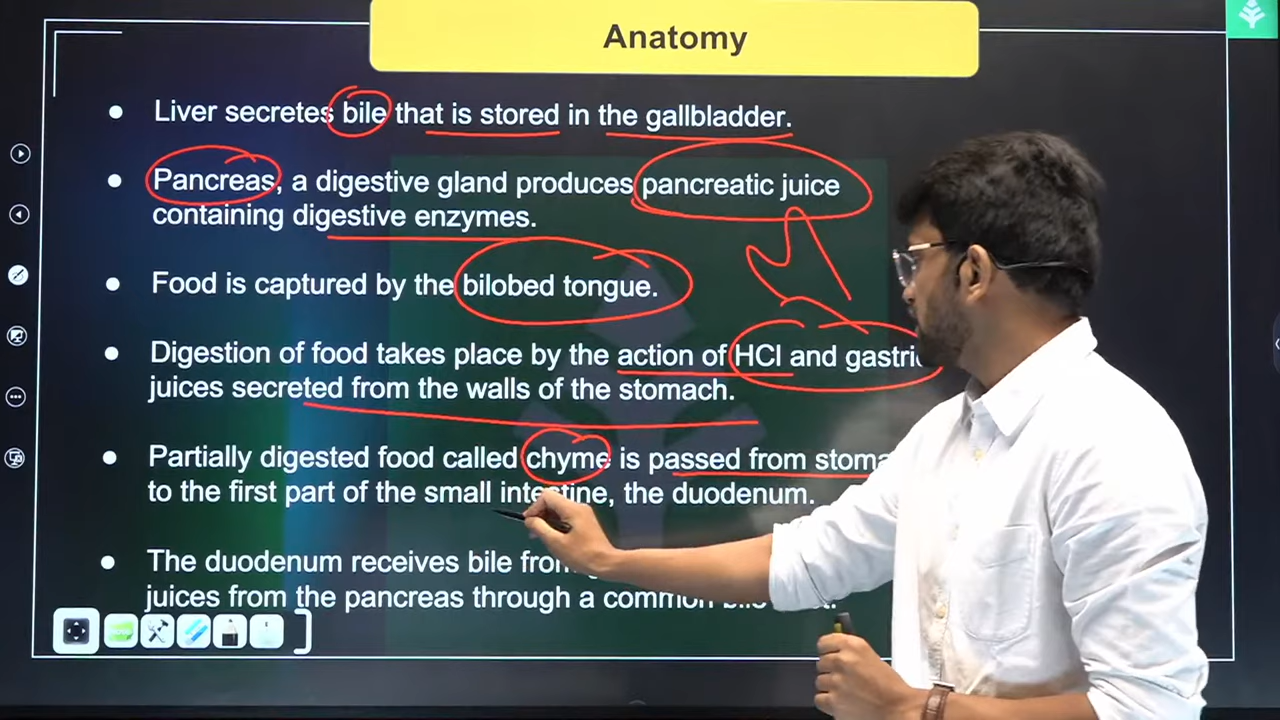 Anatomy
Liver secretes bile that is stored in the gallbladder.
Pancreas, a digestive gland produces pancreatic juice
containing digestive enzymes.
Food is captured by the bilobed tongue.
Digestion of food takes place by the action of HCl and
juices secreted from the walls of the stomach.
Partially digested food called chyme is passed from
to the first part of the small intestine, the duodenum.
The duodenum receives bile
juices from the pancreas through a common